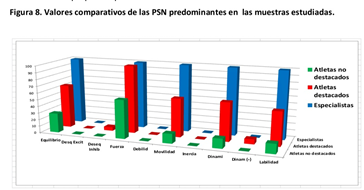 Figura 8. Valores comparativos de las PSN predominantes en las muestras estudiadas.
Atletas no
destacados
Atletas
destacados
Especialistas
100
90
80
70
60
50
40
30
20
10
0
Equilibrio
Deseq Excit
Deseq
Inhib
Fuerza
Debilid
Movilidad
Inercia
Dinami
Dinam (-)
Labilidad
Especialistas
Atletas destacados
Atletas no destacados